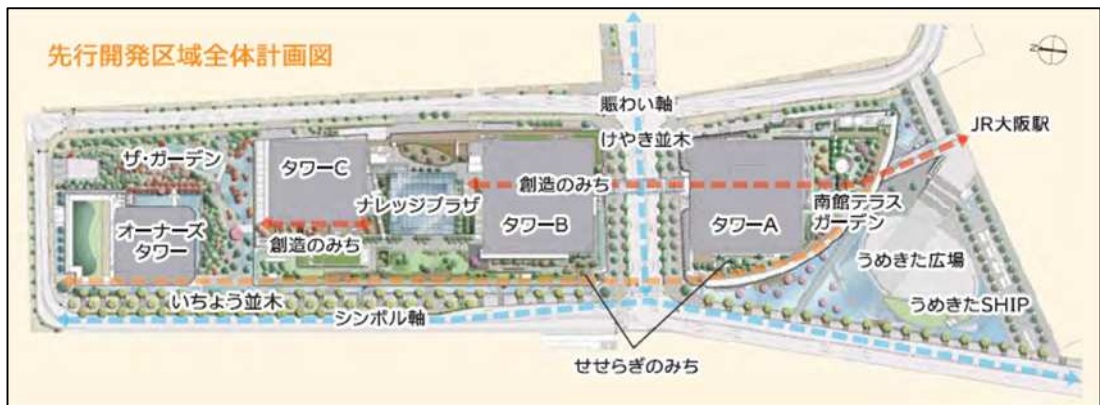 先行開発区域全体計画図
N
賑わい軸
けやき並木
JR大阪駅
ザ・ガーデン
タワーC
ナレッジプラザ
創造のみち
タワーB
タワーA
南館テラス
ガーデン
オーナーズ
タワー
創造のみち
うめきた広場
いちょう並木
シンボル軸
うめきたSHIP
せせらぎのみち